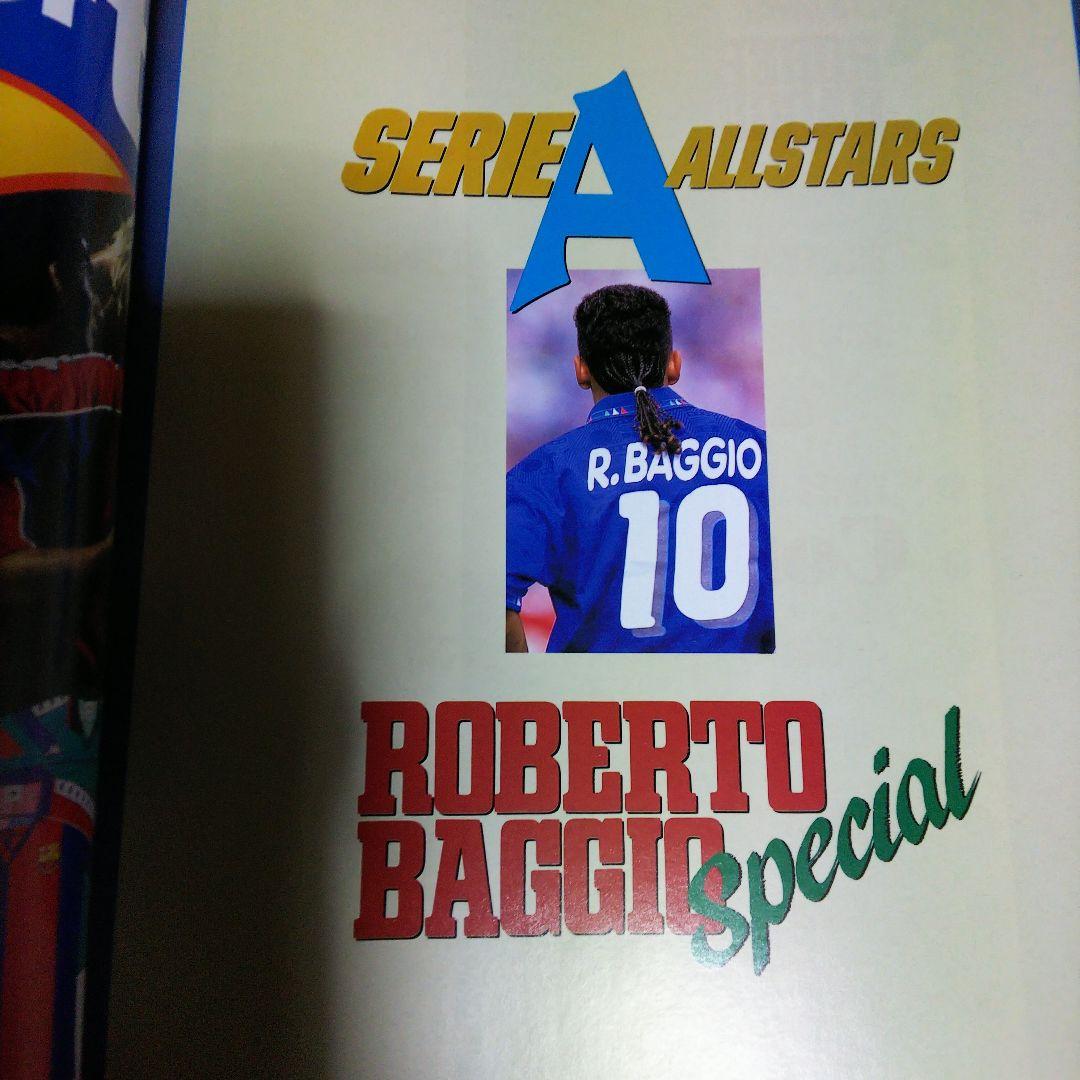 SERIE A ALLSTARS
R. BAGGIO
10
ROBERTO
BAGGIO Special